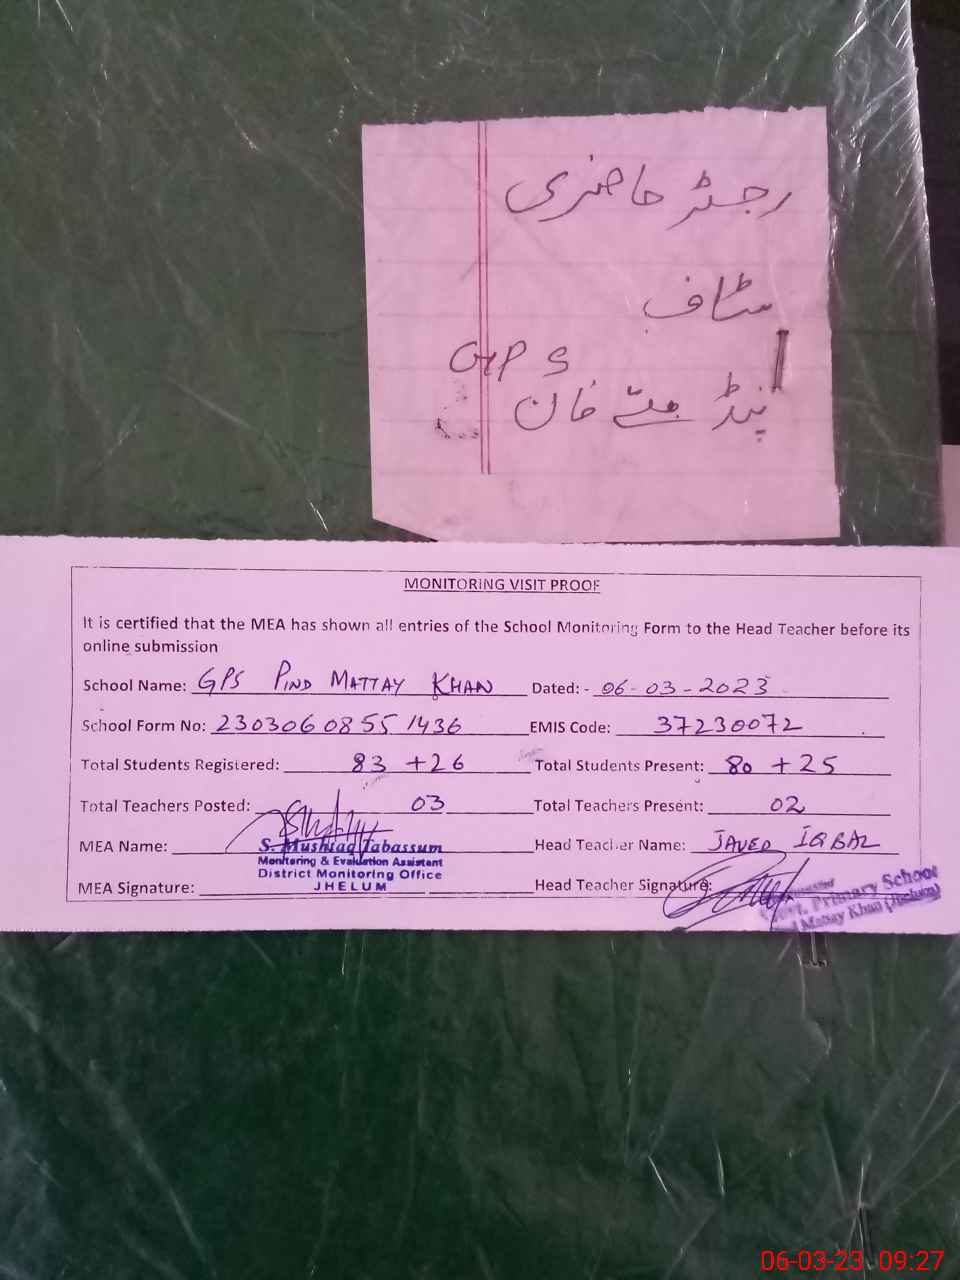 رجسٹر حاضری
سٹاف
GPS
پنڈ متے خان
MONITORING VISIT PROOF
It is certified that the MEA has shown all entries of the School Monitoring Form to the Head Teacher before its
online submission
School Name: GPS PIND MATTAY KHAN Dated: - 06-03-2023
School Form No: 2303060855 1436 EMIS Code: 37230072
Total Students Registered: 83 +26 Total Students Present: 80 +25
Total Teachers Posted: 03 Total Teachers Present: 02
MEA Name: S. Mushtaq Tabassum Head Teacher Name: JAVED IQBAL
Monitoring & Evaluation Assistant
District Monitoring Office
MEA Signature: JHELUM Head Teacher Signature:
Govt. Primary School
Mattay Khan (Jhelum)
06-03-23 09:27